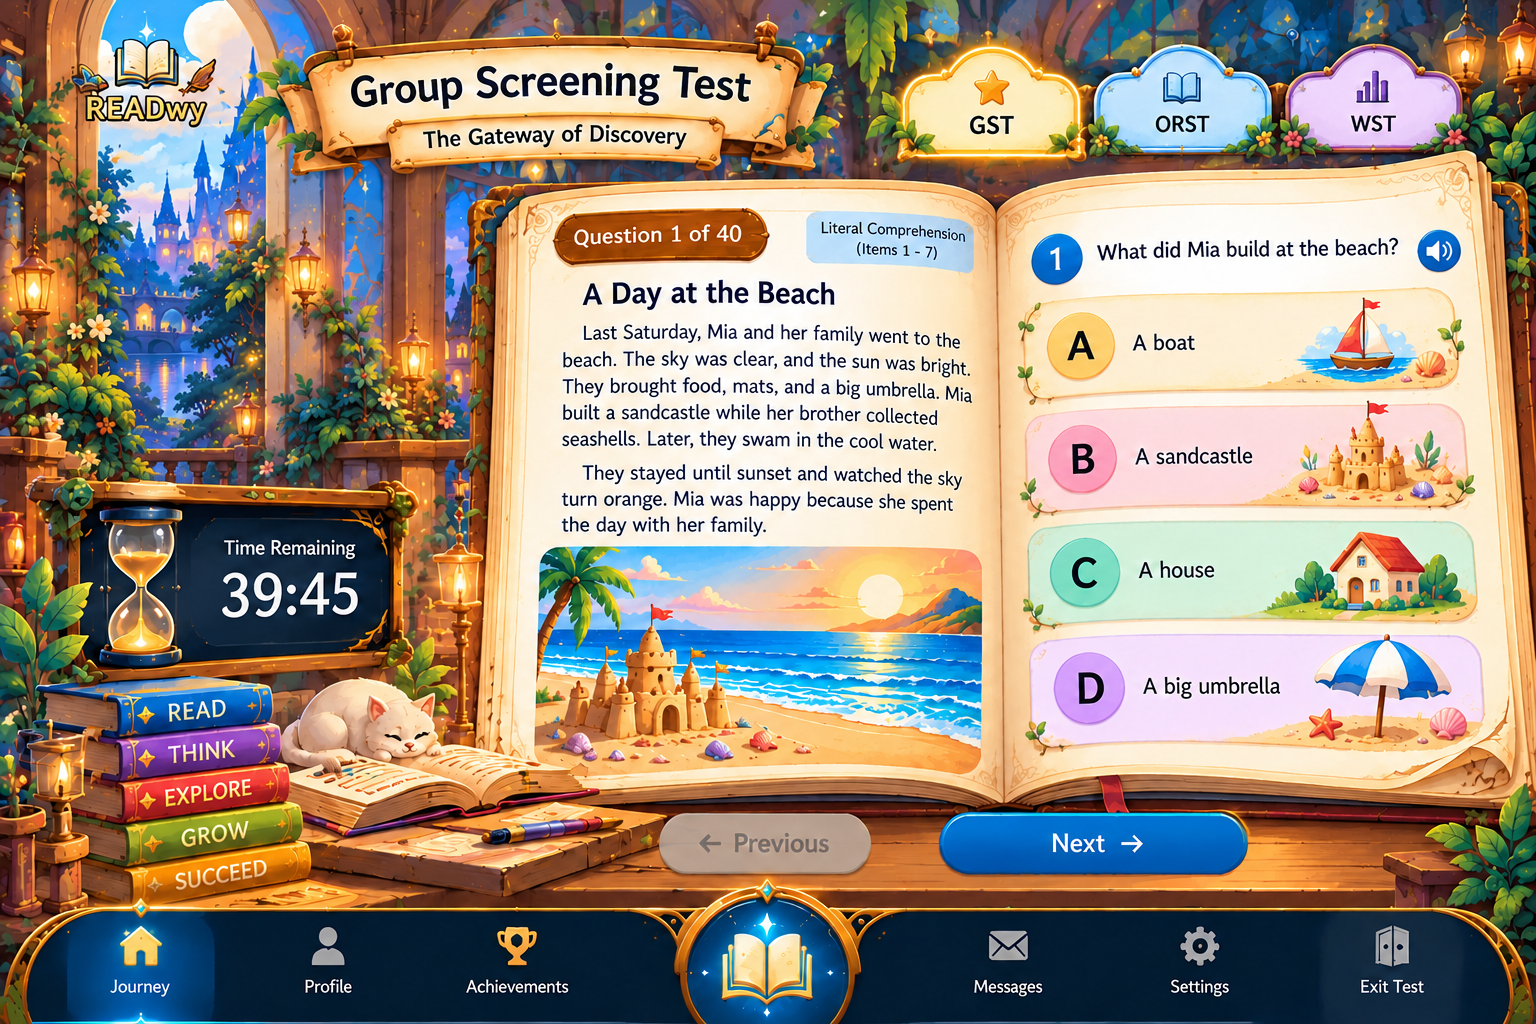 READwy
Group Screening Test
The Gateway of Discovery
GST
ORST
WST
Question 1 of 40
Literal Comprehension
(Items 1 - 7)
A Day at the Beach
Last Saturday, Mia and her family went to the
beach. The sky was clear, and the sun was bright.
They brought food, mats, and a big umbrella. Mia
built a sandcastle while her brother collected
seashells. Later, they swam in the cool water.
They stayed until sunset and watched the sky
turn orange. Mia was happy because she spent
the day with her family.
1 What did Mia build at the beach?
A A boat
B A sandcastle
C A house
D A big umbrella
Time Remaining
39:45
READ
THINK
EXPLORE
GROW
SUCCEED
← Previous
Next →
Journey
Profile
Achievements
Messages
Settings
Exit Test